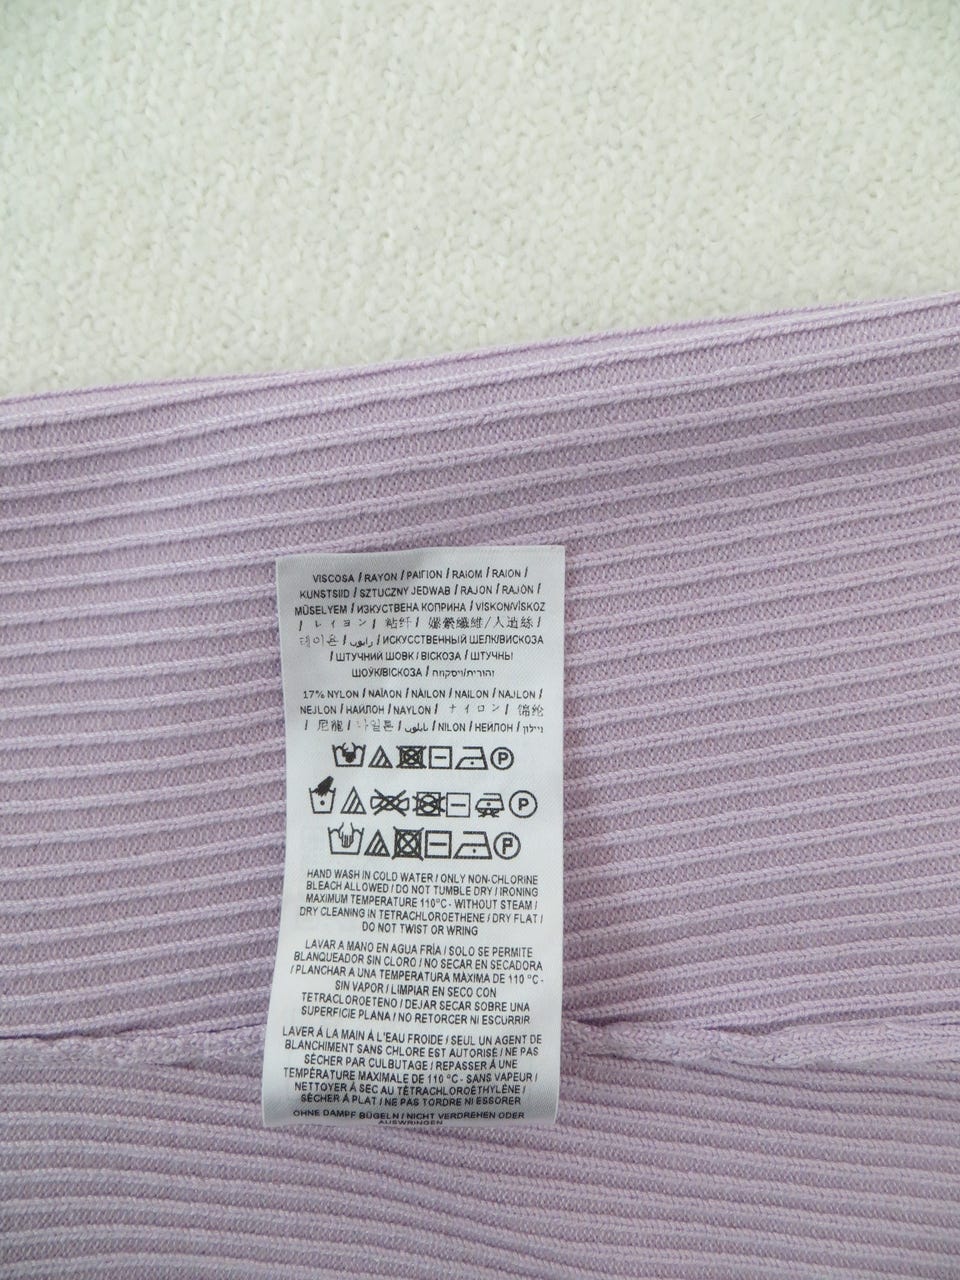 VISCOSA / RAYON / ΡΑΙΓΙΟΝ / RAIOM / RAION /
KUNSTSIID / SZTUCZNY JEDWAB / RAJON / RAJÓN /
MŰSELYEM / ИЗКУСТВЕНА КОПРИНА / VISKON/VİSKOZ
/ レイヨン / 粘纤 / 嫘縈纖維/人造絲 /
레이온 / رايون / ИСКУССТВЕННЫЙ ШЕЛК/ВИСКОЗА
/ ШТУЧНИЙ ШОВК / ВІСКОЗА / ШТУЧНЫ
ШОЎК/ВІСКОЗА /
17% NYLON / ΝΑΪΛΟΝ / NÁILON / NAILON / NAJLON /
NEJLON / НАЙЛОН / NAYLON / ナイロン / 锦纶
/ 尼龍 / 나일론 / نايلون / NILON / НЕЙЛОН / ניילון
P
P
P
HAND WASH IN COLD WATER / ONLY NON-CHLORINE
BLEACH ALLOWED / DO NOT TUMBLE DRY / IRONING
MAXIMUM TEMPERATURE 110°C - WITHOUT STEAM /
DRY CLEANING IN TETRACHLOROETHENE / DRY FLAT /
DO NOT TWIST OR WRING
LAVAR A MANO EN AGUA FRÍA / SOLO SE PERMITE
BLANQUEADOR SIN CLORO / NO SECAR EN SECADORA
/ PLANCHAR A UNA TEMPERATURA MÁXIMA DE 110 °C -
SIN VAPOR / LIMPIAR EN SECO CON
TETRACLOROETENO / DEJAR SECAR SOBRE UNA
SUPERFICIE PLANA / NO RETORCER NI ESCURRIR
LAVER À LA MAIN À L'EAU FROIDE / SEUL UN AGENT DE
BLANCHIMENT SANS CHLORE EST AUTORISÉ / NE PAS
SÉCHER PAR CULBUTAGE / REPASSER À UNE
TEMPÉRATURE MAXIMALE DE 110 °C - SANS VAPEUR /
NETTOYER À SEC AU TÉTRACHLOROÉTHYLÈNE /
SÉCHER À PLAT / NE PAS TORDRE NI ESSORER
OHNE DAMPF BÜGELN / NICHT VERDREHEN ODER
AUSWRINGEN